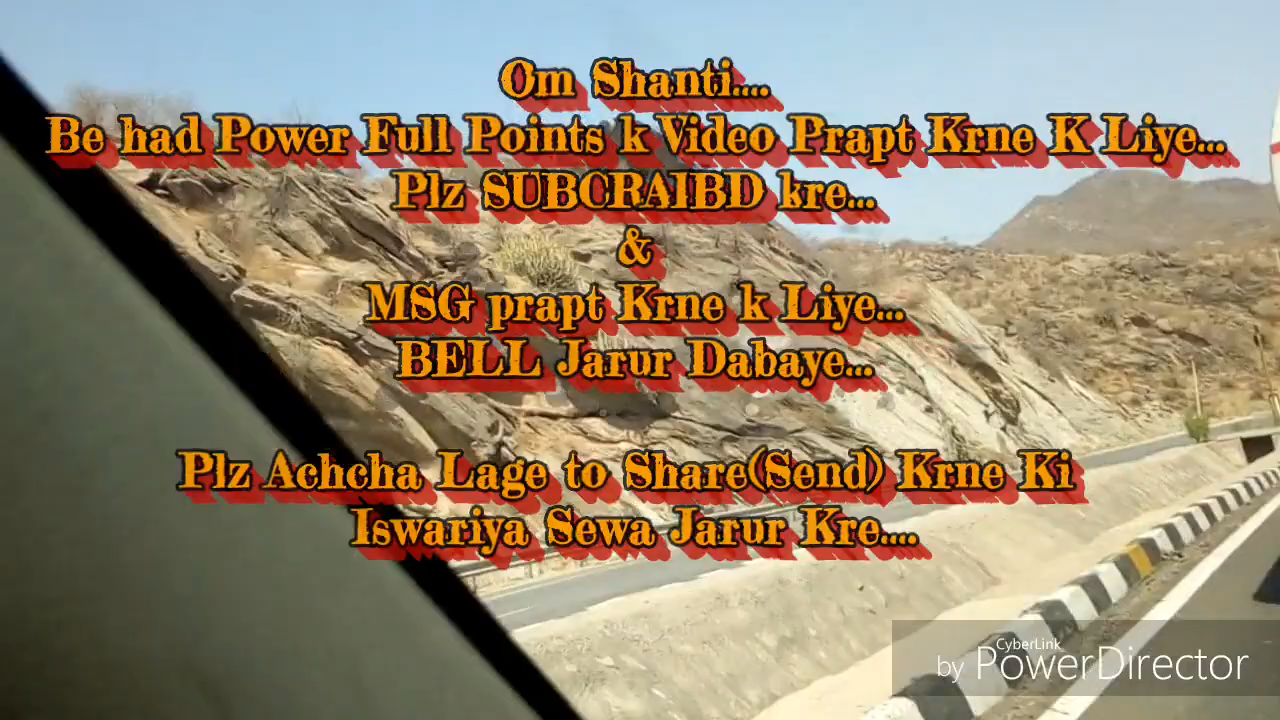 Om Shanti....
Be had Power Full Points k Video Prapt Krne K Liye...
Plz SUBCRAIBD kre...
&
MSG prapt Krne k Liye...
BELL Jarur Dabaye...
Plz Achcha Lage to Share(Send) Krne Ki
Iswariya Sewa Jarur Kre....
CyberLink
by PowerDirector